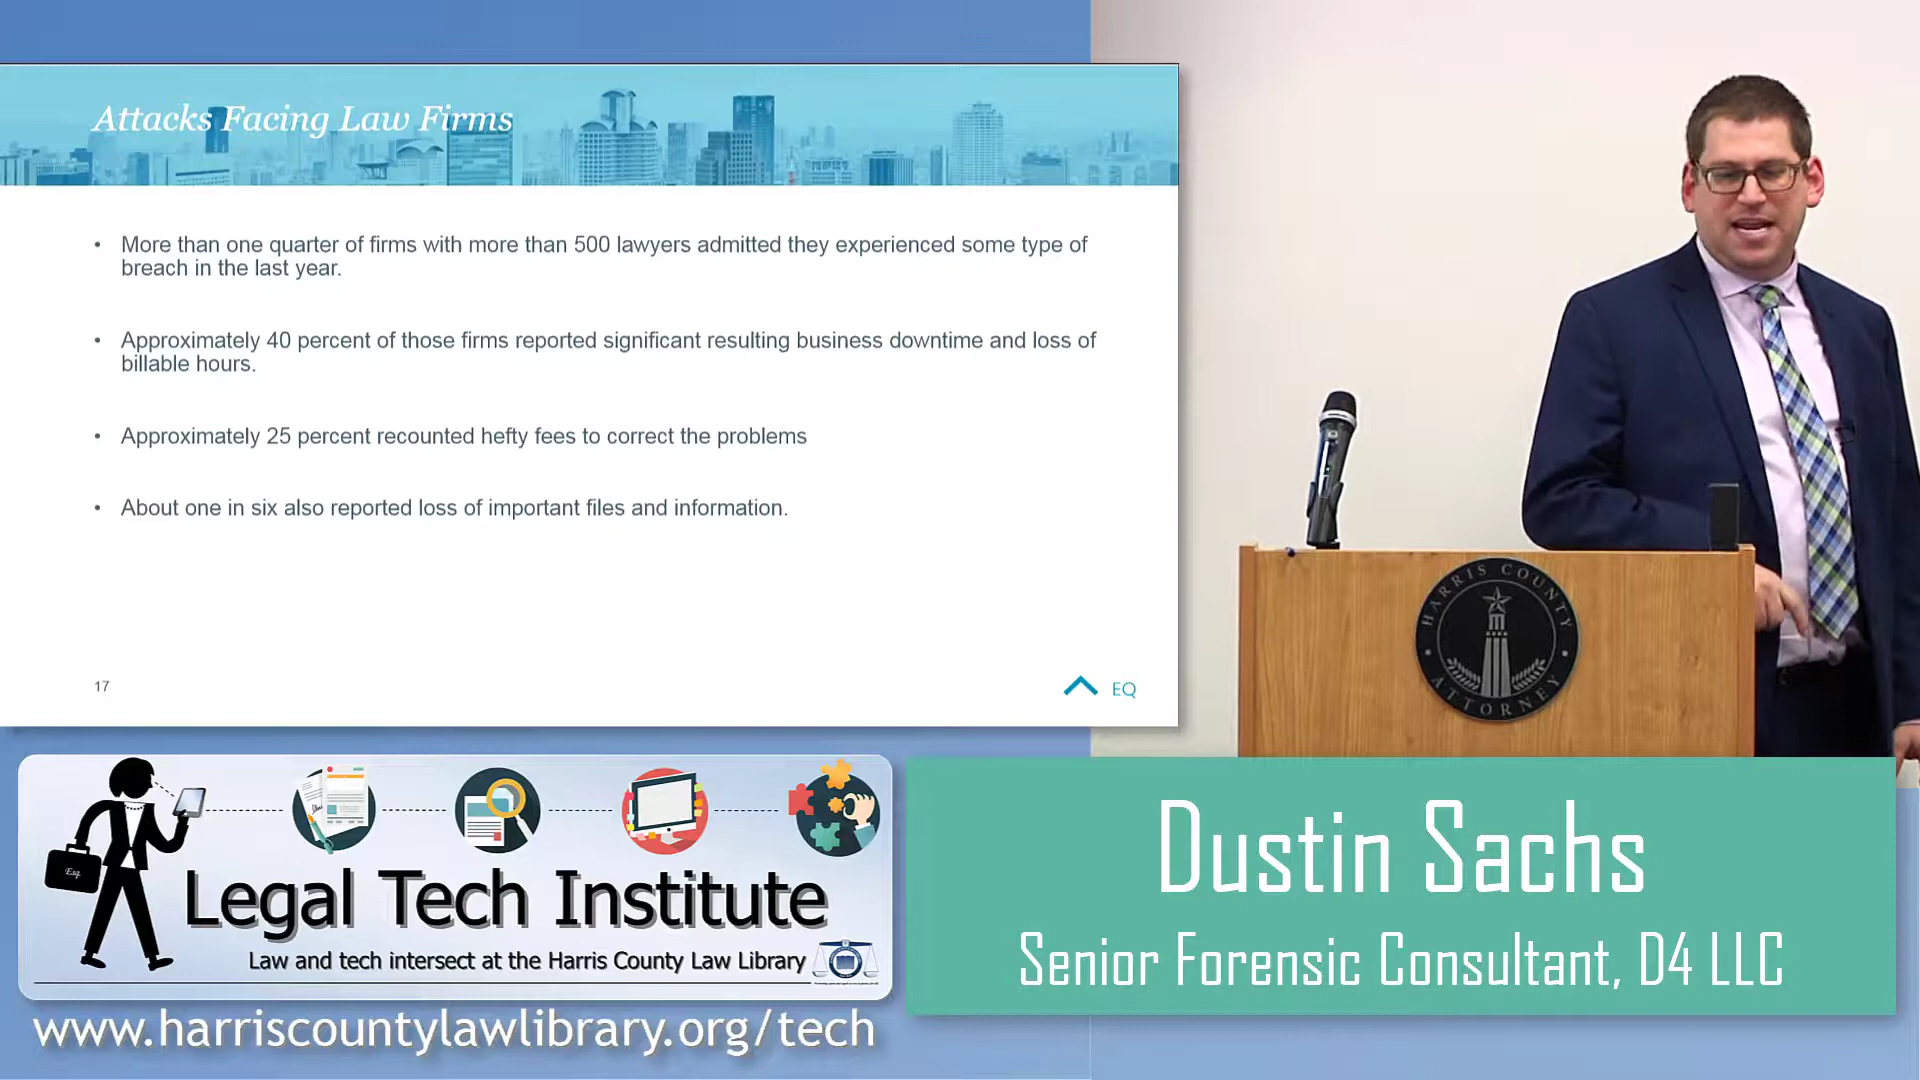 Attacks Facing Law Firms
• More than one quarter of firms with more than 500 lawyers admitted they experienced some type of
breach in the last year.
• Approximately 40 percent of those firms reported significant resulting business downtime and loss of
billable hours.
• Approximately 25 percent recounted hefty fees to correct the problems
• About one in six also reported loss of important files and information.
17
EQ
HARRIS COUNTY
ATTORNEY
Esq.
Legal Tech Institute
Law and tech intersect at the Harris County Law Library
www.harriscountylawlibrary.org/tech
Dustin Sachs
Senior Forensic Consultant, D4 LLC